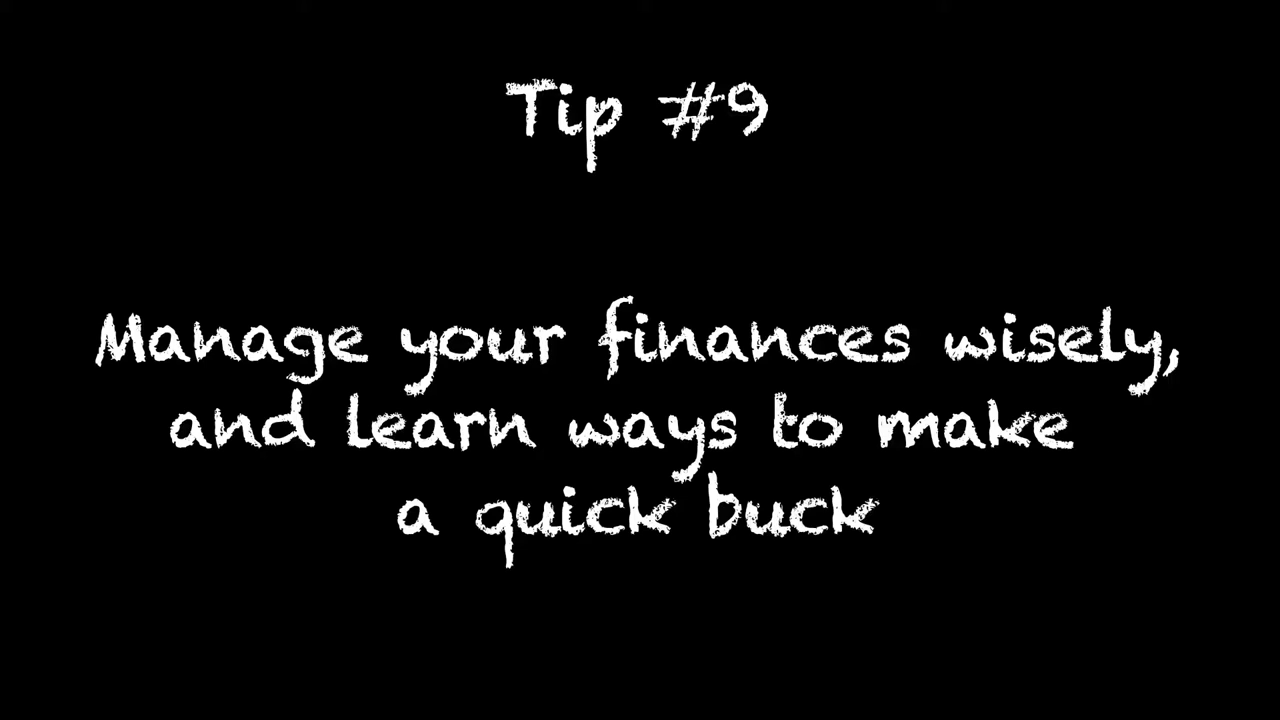 Tip #9
Manage your finances wisely,
and learn ways to make
a quick buck